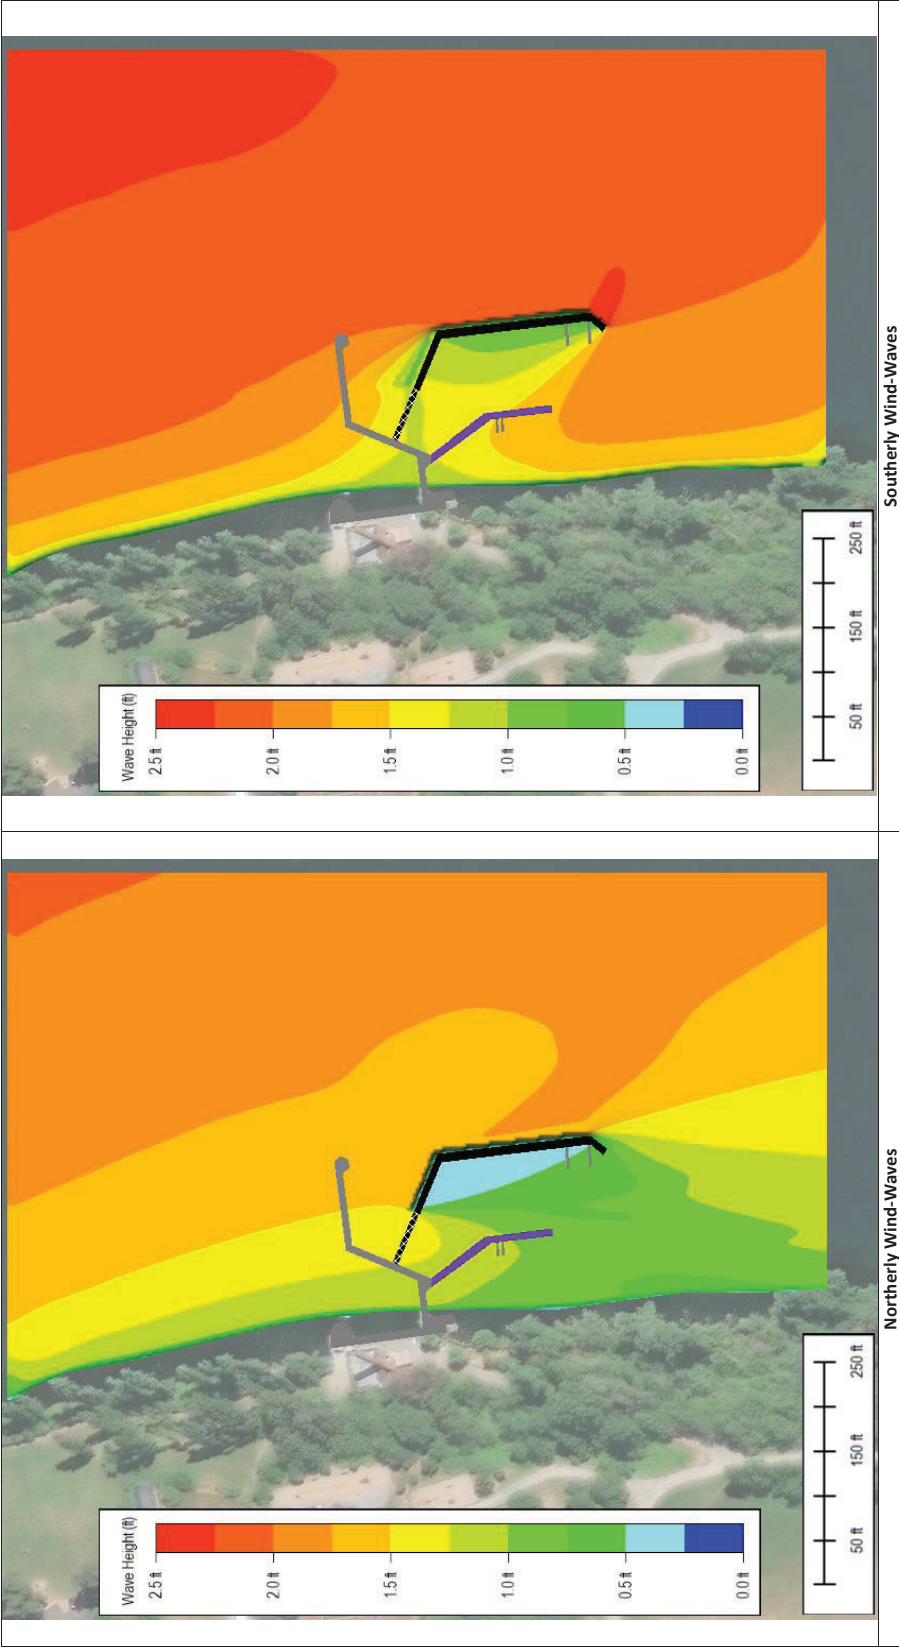 Northerly Wind-Waves
Wave Height (ft)
2.5 ft
2.0 ft
1.5 ft
1.0 ft
0.5 ft
0.0 ft
50 ft
150 ft
250 ft
Southerly Wind-Waves
Wave Height (ft)
2.5 ft
2.0 ft
1.5 ft
1.0 ft
0.5 ft
0.0 ft
50 ft
150 ft
250 ft